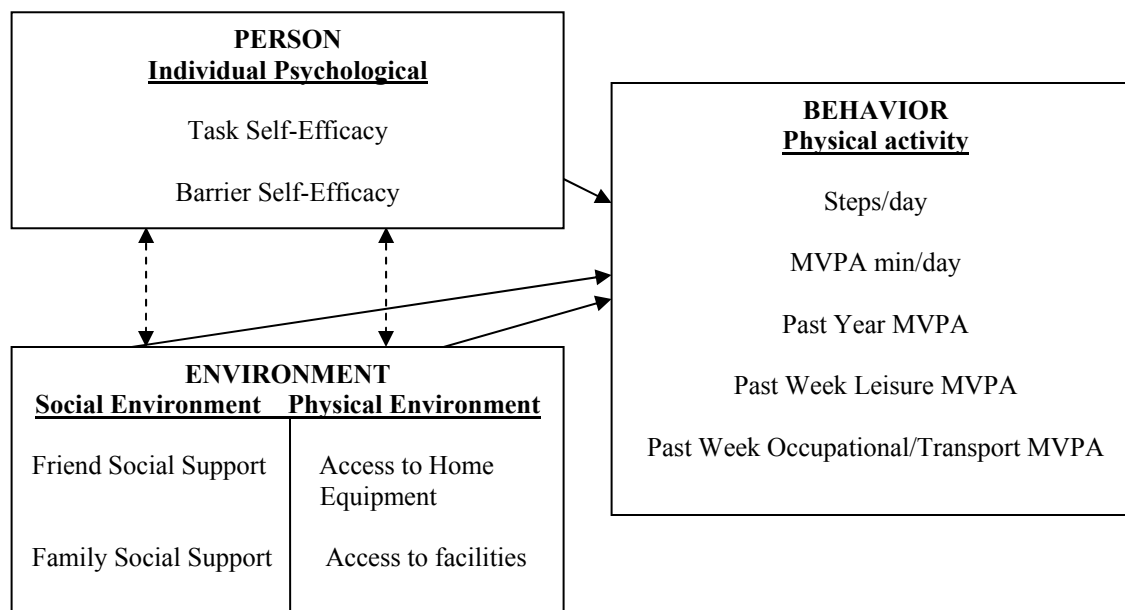 PERSON
Individual Psychological
Task Self-Efficacy
Barrier Self-Efficacy
BEHAVIOR
Physical activity
Steps/day
MVPA min/day
Past Year MVPA
Past Week Leisure MVPA
Past Week Occupational/Transport MVPA
ENVIRONMENT
Social Environment Physical Environment
Friend Social Support
Family Social Support
Access to Home
Equipment
Access to facilities